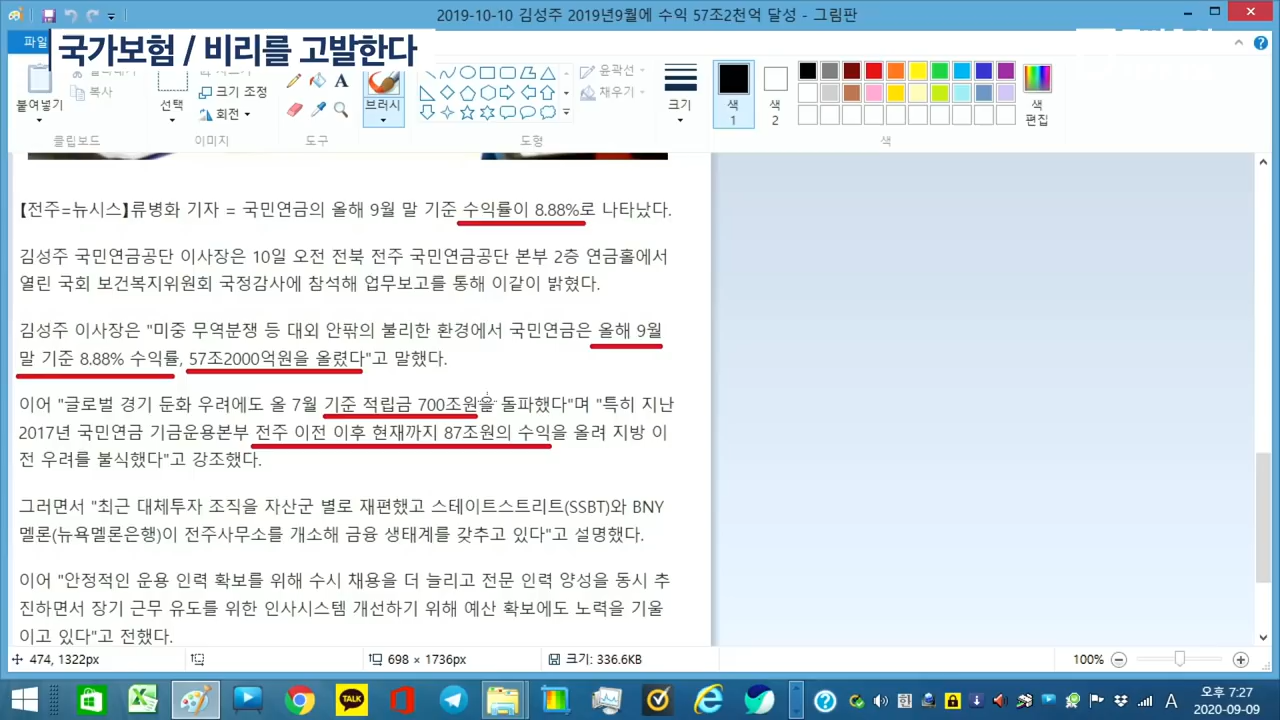 2019-10-10 김성주 2019년9월에 수익 57조2천억 달성 - 그림판
파일
국가보험 / 비리를 고발한다
붙여넣기
복사
클립보드
선택
크기 조정
회전
이미지
A
도구
브러시
윤곽선
채우기
도형
크기
색
1
색
2
색
편집
색
【전주=뉴시스】류병화 기자 = 국민연금의 올해 9월 말 기준 수익률이 8.88%로 나타났다.
김성주 국민연금공단 이사장은 10일 오전 전북 전주 국민연금공단 본부 2층 연금홀에서
열린 국회 보건복지위원회 국정감사에 참석해 업무보고를 통해 이같이 밝혔다.
김성주 이사장은 "미중 무역분쟁 등 대외 안팎의 불리한 환경에서 국민연금은 올해 9월
말 기준 8.88% 수익률, 57조2000억원을 올렸다"고 말했다.
이어 "글로벌 경기 둔화 우려에도 올 7월 기준 적립금 700조원을 돌파했다"며 "특히 지난
2017년 국민연금 기금운용본부 전주 이전 이후 현재까지 87조원의 수익을 올려 지방 이
전 우려를 불식했다"고 강조했다.
그러면서 "최근 대체투자 조직을 자산군 별로 재편했고 스테이트스트리트(SSBT)와 BNY
멜론(뉴욕멜론은행)이 전주사무소를 개소해 금융 생태계를 갖추고 있다"고 설명했다.
이어 "안정적인 운용 인력 확보를 위해 수시 채용을 더 늘리고 전문 인력 양성을 동시 추
진하면서 장기 근무 유도를 위한 인사시스템 개선하기 위해 예산 확보에도 노력을 기울
이고 있다"고 전했다.
474, 1322px
698 × 1736px
크기: 336.6KB
100%
TALK
A
오후 7:27
2020-09-09